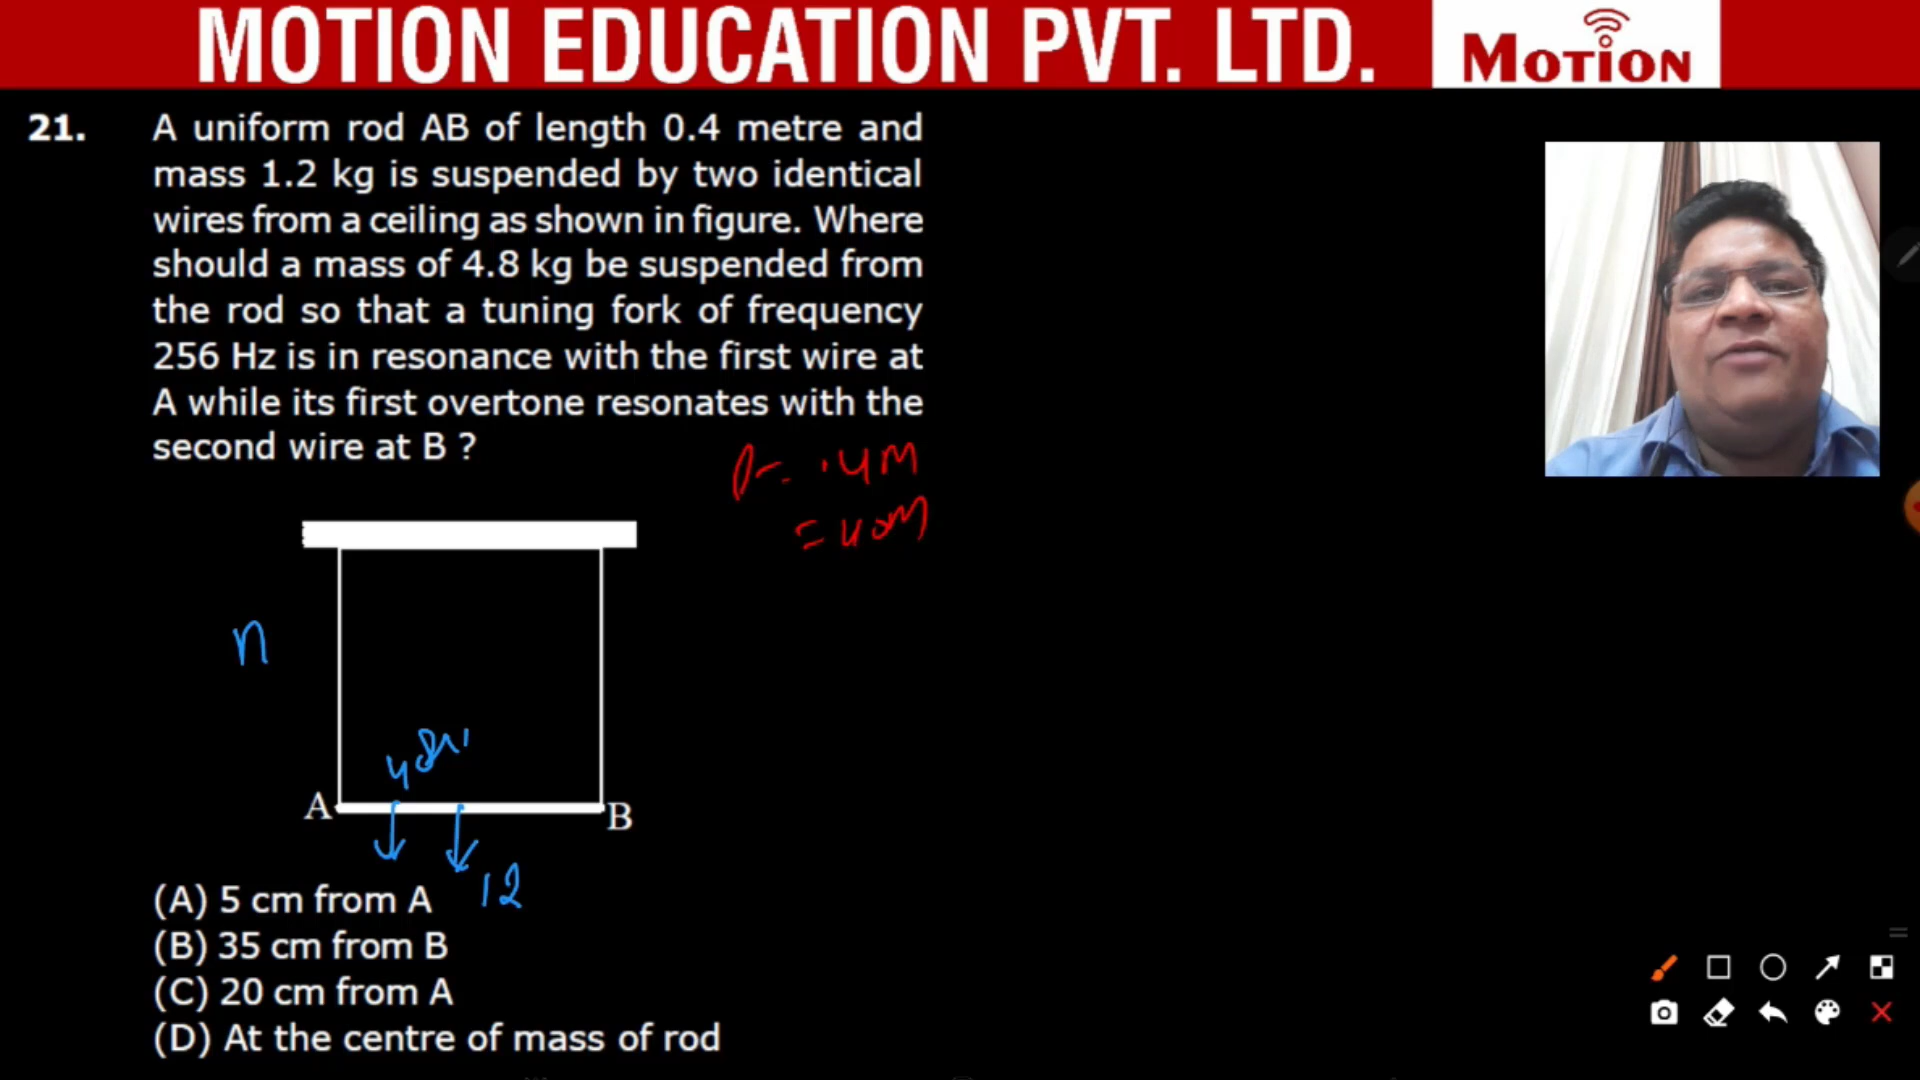 MOTION EDUCATION PVT. LTD.
MOTION
21. A uniform rod AB of length 0.4 metre and
mass 1.2 kg is suspended by two identical
wires from a ceiling as shown in figure. Where
should a mass of 4.8 kg be suspended from
the rod so that a tuning fork of frequency
256 Hz is in resonance with the first wire at
A while its first overtone resonates with the
second wire at B ?
= .4M
n
A
B
12
(A) 5 cm from A
(B) 35 cm from B
(C) 20 cm from A
(D) At the centre of mass of rod